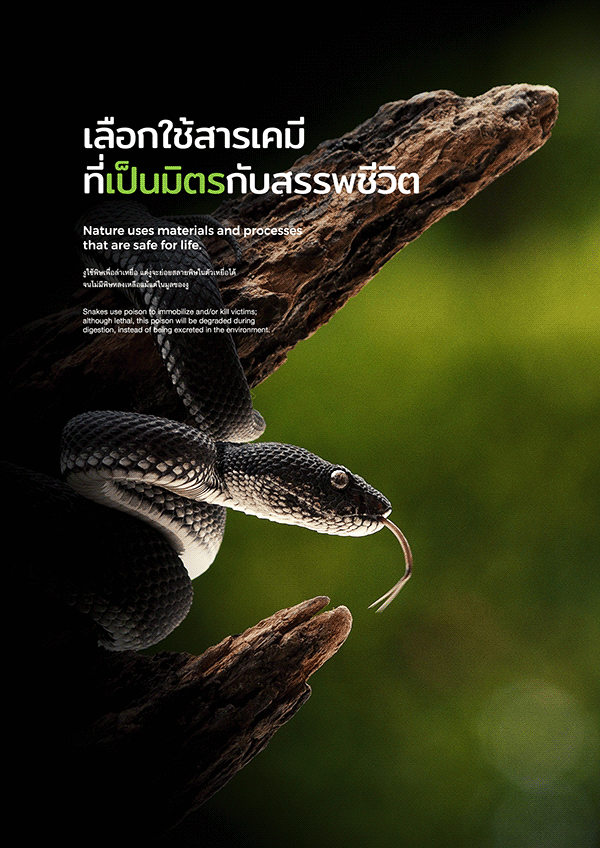 เลือกใช้สารเคมี
ที่เป็นมิตรกับสรรพชีวิต
Nature uses materials and processes
that are safe for life.
งูใช้พิษเพื่อล่าเหยื่อ แต่งูจะย่อยสลายพิษในตัวเหยื่อได้
จนไม่มีพิษหลงเหลือแม้แต่ในมูลของงู
Snakes use poison to immobilize and/or kill victims;
although lethal, this poison will be degraded during
digestion, instead of being excreted in the environment.